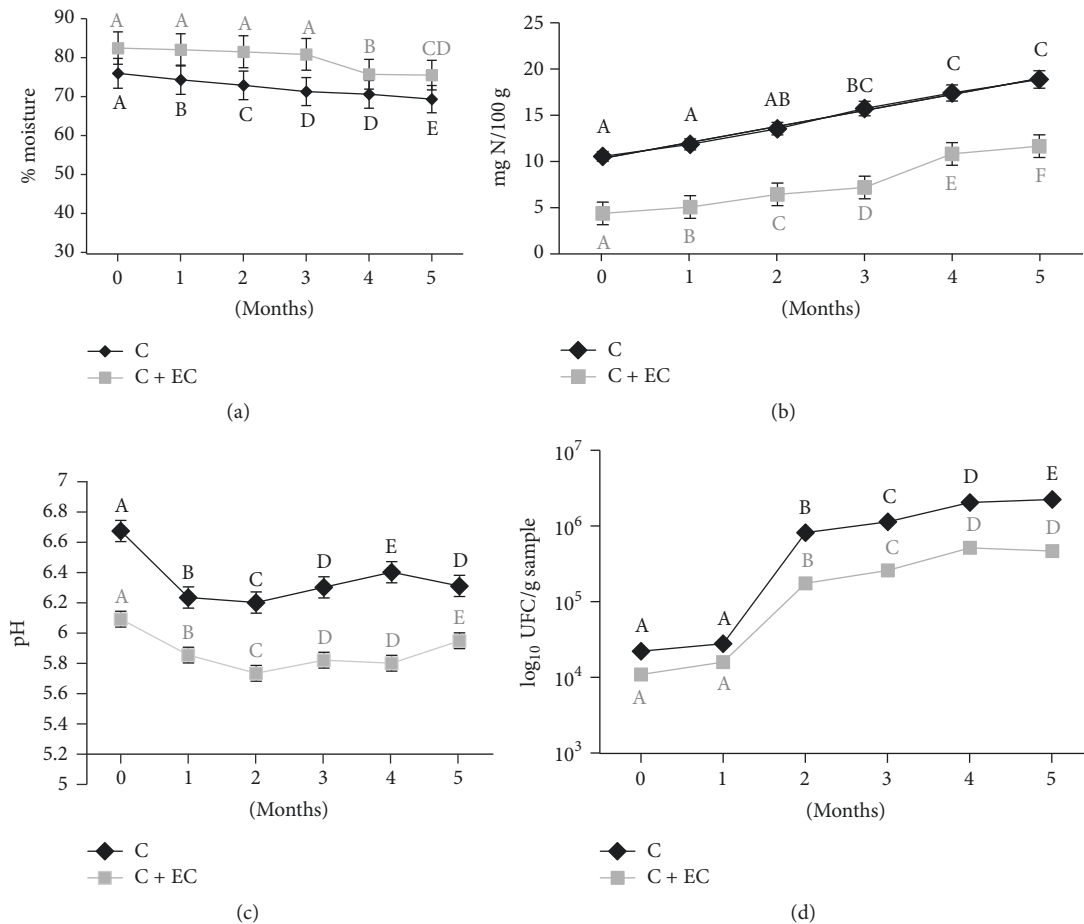 90
80
70
60
50
40
30
% moisture
A
A
A
A
B
CD
A
B
C
D
D
E
0 1 2 3 4 5
(Months)
C
C + EC
(a)
25
20
15
10
5
0
mg N/100 g
A
A
AB
BC
C
C
A
B
C
D
E
F
0 1 2 3 4 5
(Months)
C
C + EC
(b)
7
6.8
6.6
6.4
6.2
6
5.8
5.6
5.4
5.2
5
pH
A
B
C
D
E
D
A
B
C
D
D
E
0 1 2 3 4 5
(Months)
C
C + EC
(c)
10⁷
10⁶
10⁵
10⁴
10³
log₁₀ UFC/g sample
A
A
B
C
D
E
A
A
B
C
D
D
0 1 2 3 4 5
(Months)
C
C + EC
(d)